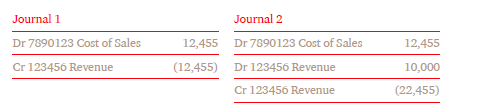 Journal 1
Dr 7890123 Cost of Sales 12,455
Cr 123456 Revenue (12,455)
Journal 2
Dr 7890123 Cost of Sales 12,455
Dr 123456 Revenue 10,000
Cr 123456 Revenue (22,455)